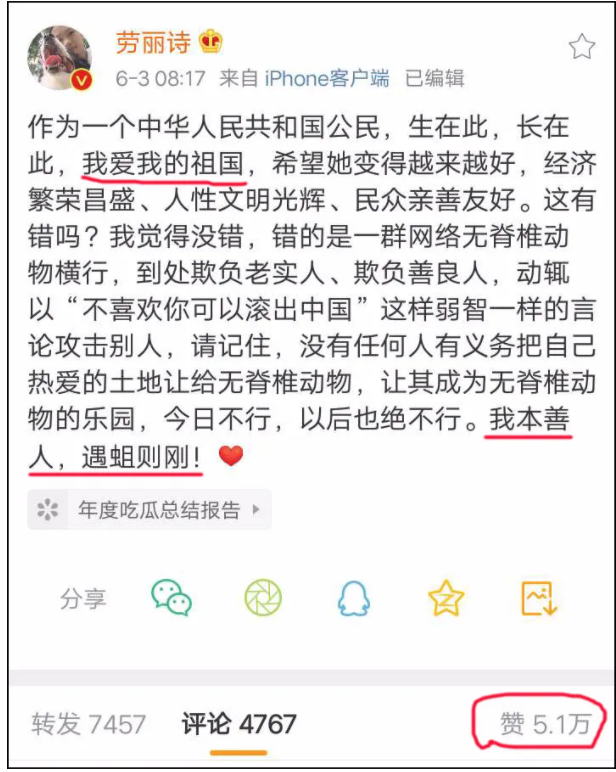 劳丽诗
6-3 08:17 来自 iPhone客户端 已编辑
作为一个中华人民共和国公民，生在此，长在
此，我爱我的祖国，希望她变得越来越好，经济
繁荣昌盛、人性文明光辉、民众亲善友好。这有
错吗？我觉得没错，错的是一群网络无脊椎动
物横行，到处欺负老实人、欺负善良人，动辄
以“不喜欢你可以滚出中国”这样弱智一样的言
论攻击别人，请记住，没有任何人有义务把自己
热爱的土地让给无脊椎动物，让其成为无脊椎动
物的乐园，今日不行，以后也绝不行。我本善
人，遇蛆则刚！❤️
年度吃瓜总结报告
分享
转发 7457 评论 4767 赞 5.1万